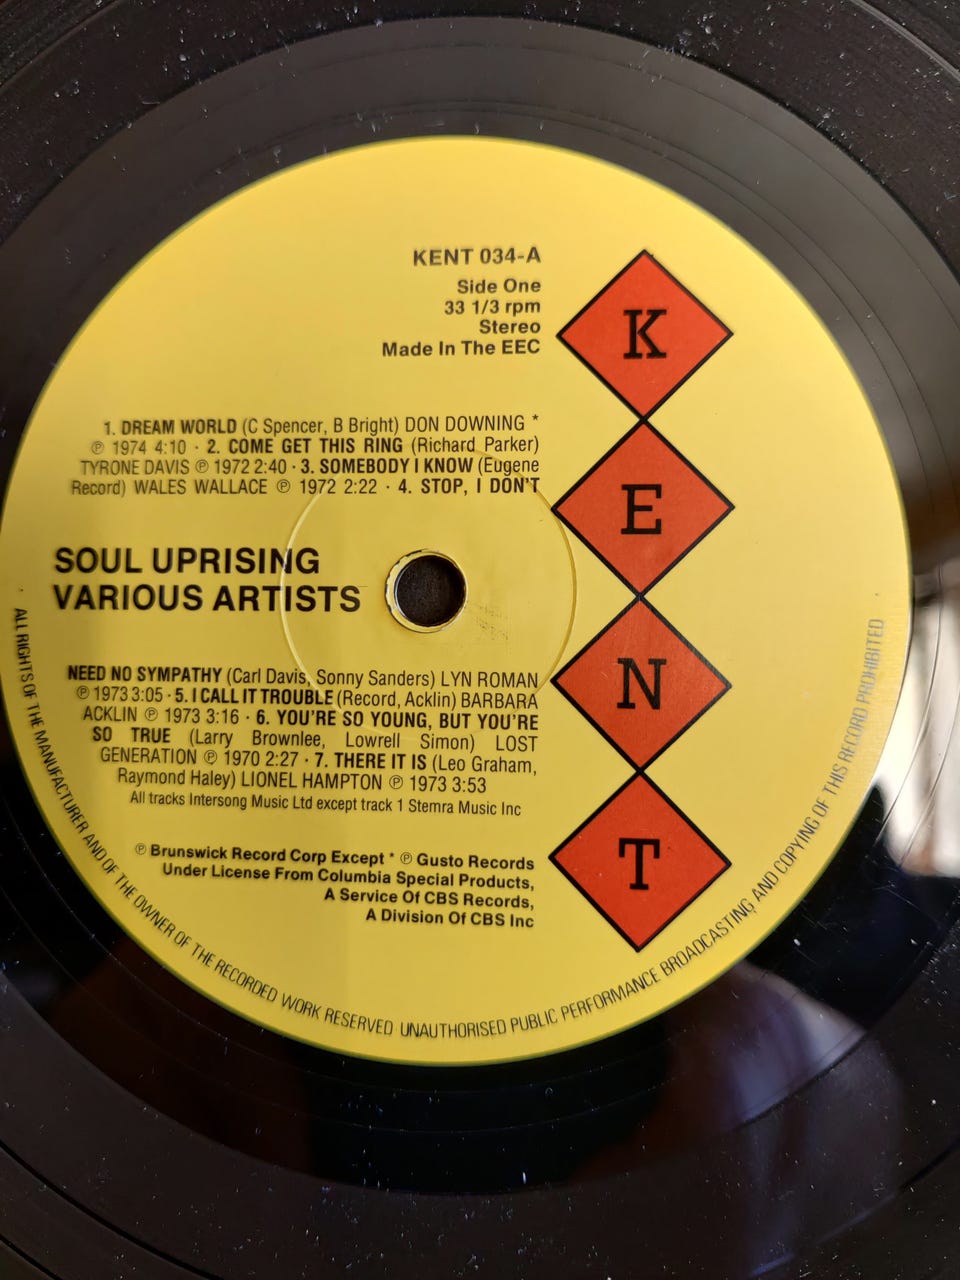 KENT 034-A
Side One
33 1/3 rpm
Stereo
Made In The EEC
K
E
N
T
1. DREAM WORLD (C Spencer, B Bright) DON DOWNING *
℗ 1974 4:10 · 2. COME GET THIS RING (Richard Parker)
TYRONE DAVIS ℗ 1972 2:40 · 3. SOMEBODY I KNOW (Eugene
Record) WALES WALLACE ℗ 1972 2:22 · 4. STOP, I DON'T
SOUL UPRISING
VARIOUS ARTISTS
NEED NO SYMPATHY (Carl Davis, Sonny Sanders) LYN ROMAN
℗ 1973 3:05 · 5. I CALL IT TROUBLE (Record, Acklin) BARBARA
ACKLIN ℗ 1973 3:16 · 6. YOU'RE SO YOUNG, BUT YOU'RE
SO TRUE (Larry Brownlee, Lowrell Simon) LOST
GENERATION ℗ 1970 2:27 · 7. THERE IT IS (Leo Graham,
Raymond Haley) LIONEL HAMPTON ℗ 1973 3:53
All tracks Intersong Music Ltd except track 1 Stemra Music Inc
℗ Brunswick Record Corp Except * ℗ Gusto Records
Under License From Columbia Special Products,
A Service Of CBS Records,
A Division Of CBS Inc
ALL RIGHTS OF THE MANUFACTURER AND OF THE OWNER OF THE RECORDED WORK RESERVED UNAUTHORISED PUBLIC PERFORMANCE BROADCASTING AND COPYING OF THIS RECORD PROHIBITED